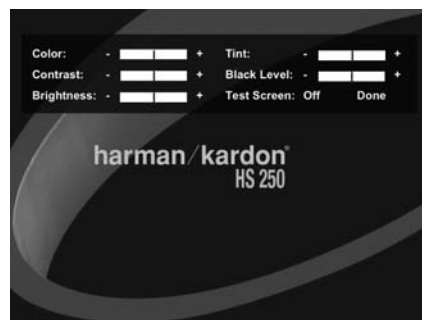 Color: - + Tint: - +
Contrast: - + Black Level: - +
Brightness: - + Test Screen: Off Done
harman/kardon®
HS 250